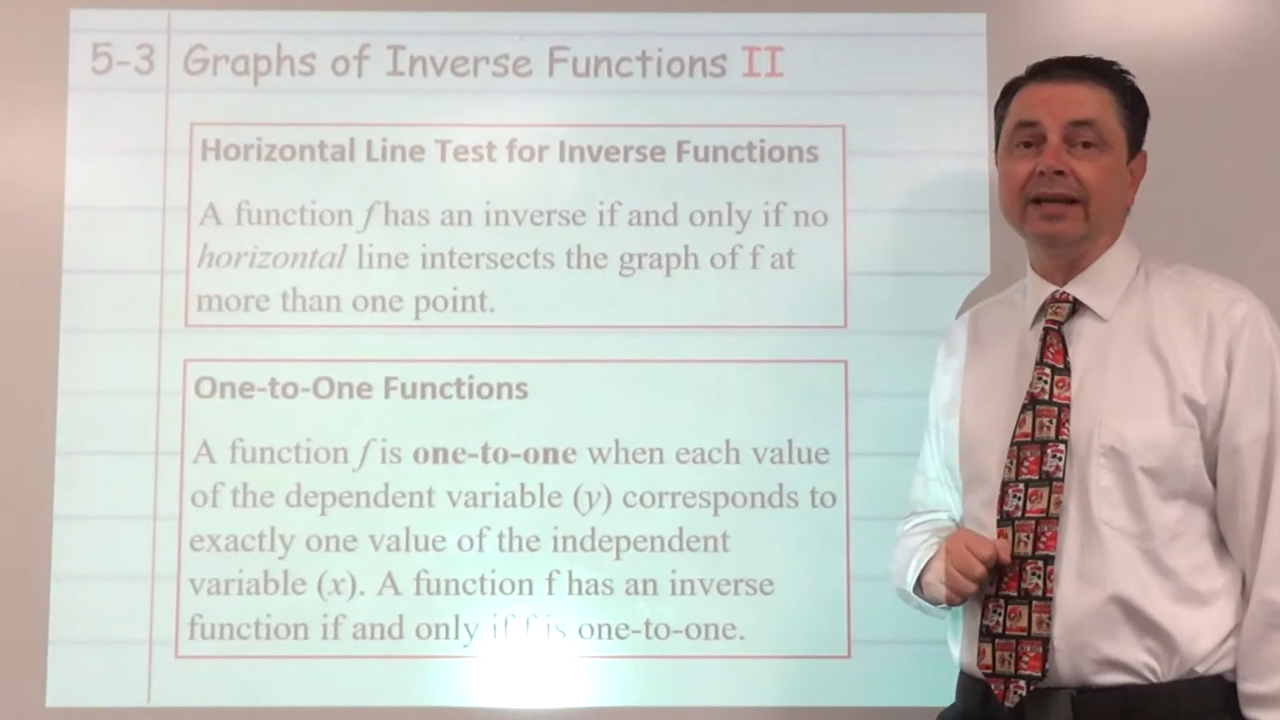 5-3 Graphs of Inverse Functions II
Horizontal Line Test for Inverse Functions
A function f has an inverse if and only if no
horizontal line intersects the graph of f at
more than one point.
One-to-One Functions
A function f is one-to-one when each value
of the dependent variable (y) corresponds to
exactly one value of the independent
variable (x). A function f has an inverse
function if and only if f is one-to-one.